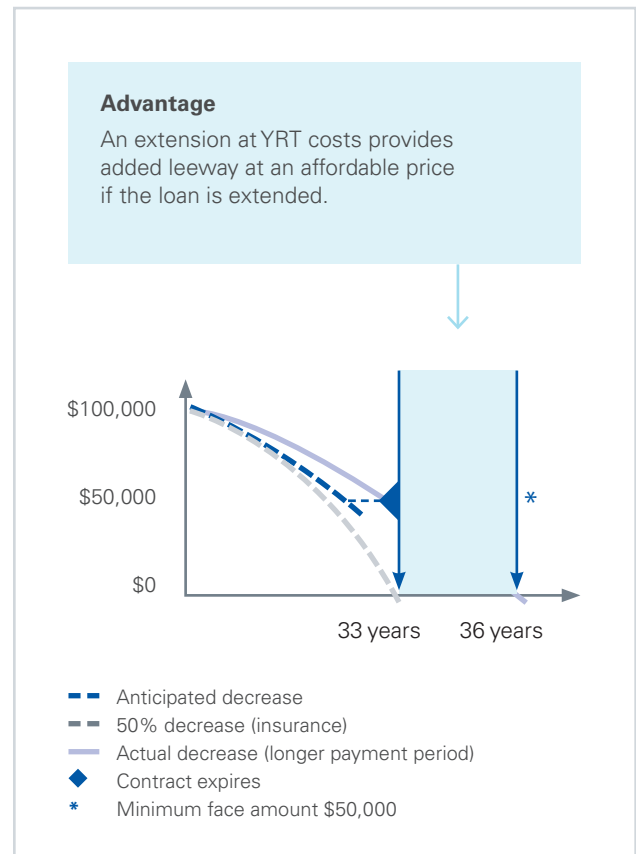 Advantage
An extension at YRT costs provides
added leeway at an affordable price
if the loan is extended.
$100,000
$50,000
*
$0
33 years 36 years
Anticipated decrease
50% decrease (insurance)
Actual decrease (longer payment period)
Contract expires
* Minimum face amount $50,000